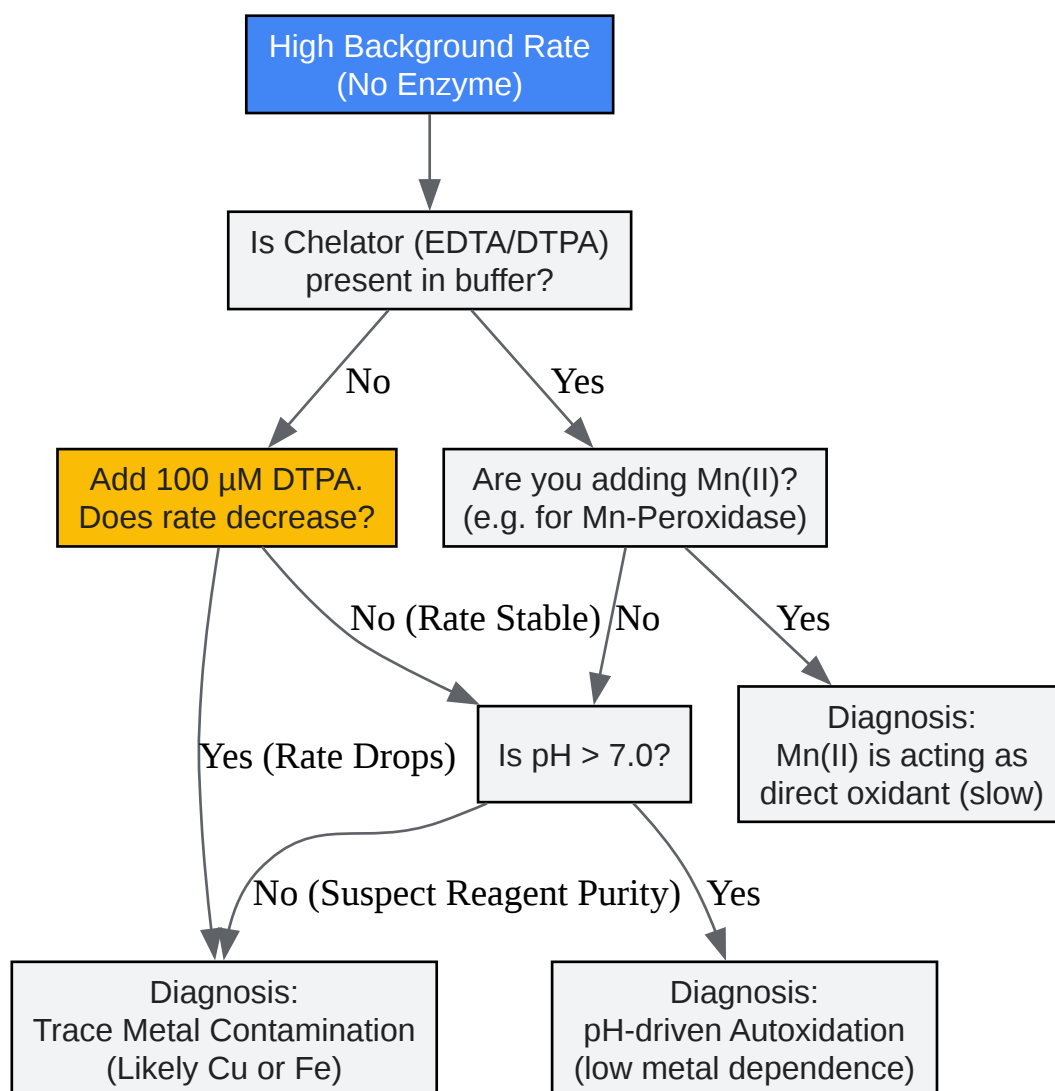 High Background Rate
(No Enzyme)
Is Chelator (EDTA/DTPA)
present in buffer?
No
Yes
Add 100 µM DTPA.
Does rate decrease?
Are you adding Mn(II)?
(e.g. for Mn-Peroxidase)
No (Rate Stable)
No
Yes
Yes (Rate Drops)
Is pH > 7.0?
Diagnosis:
Mn(II) is acting as
direct oxidant (slow)
No (Suspect Reagent Purity)
Yes
Diagnosis:
Trace Metal Contamination
(Likely Cu or Fe)
Diagnosis:
pH-driven Autoxidation
(low metal dependence)